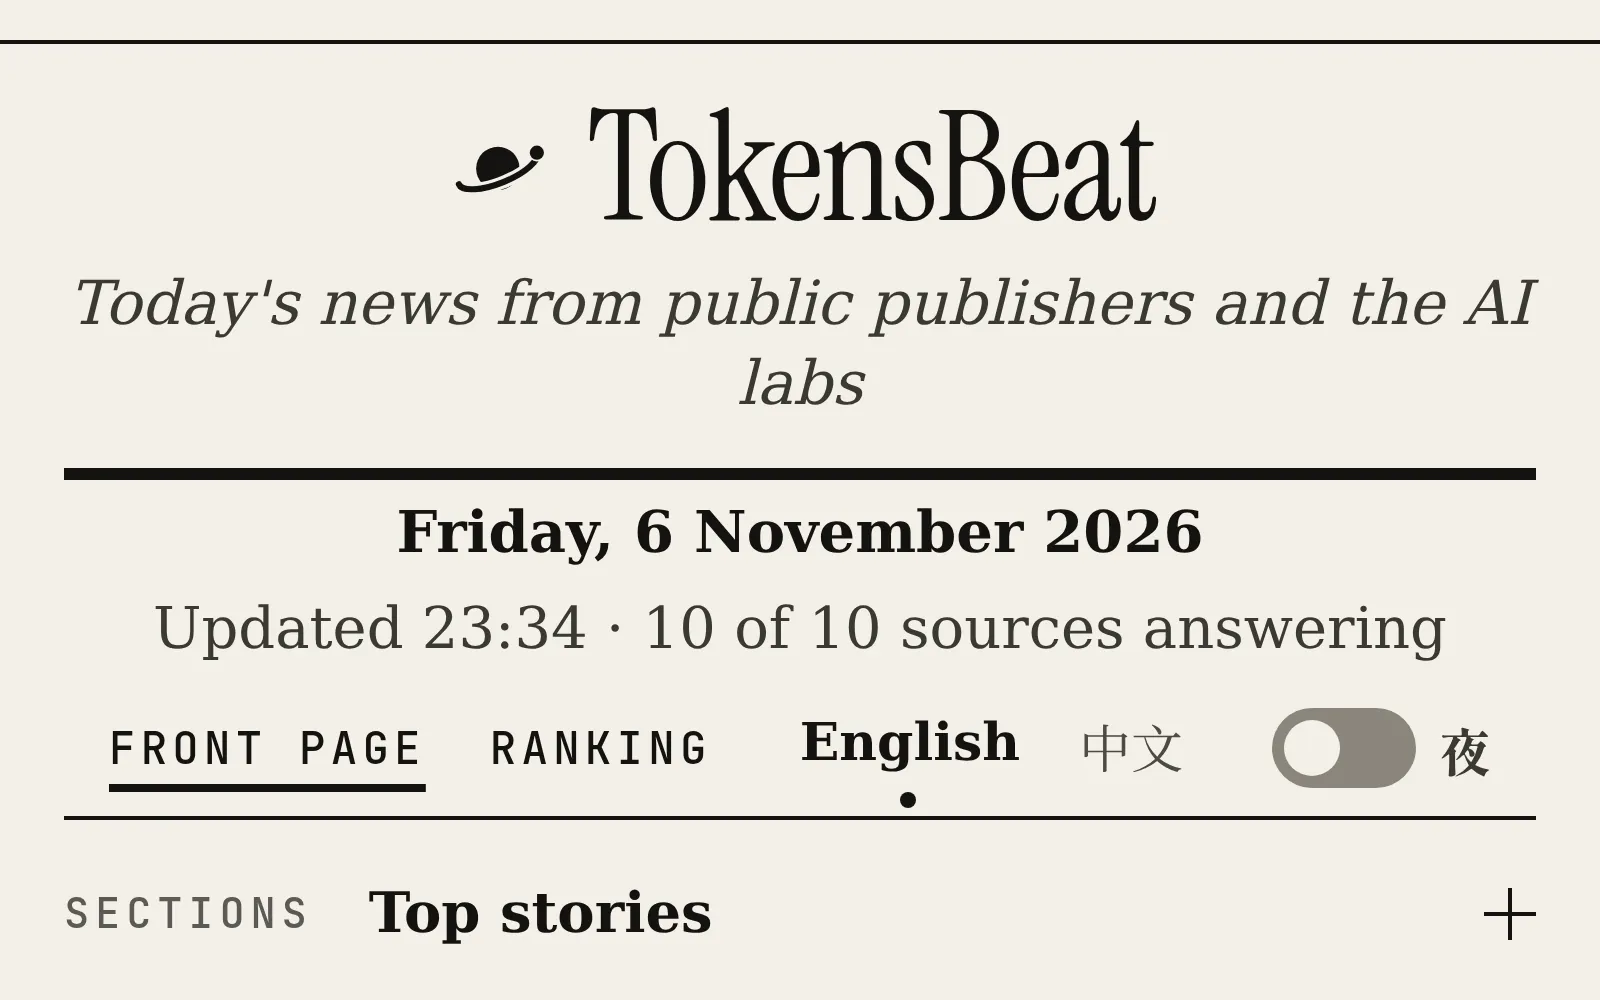 TokensBeat
Today's news from public publishers and the AI
labs
Friday, 6 November 2026
Updated 23:34 · 10 of 10 sources answering
FRONT PAGE RANKING English 中文 夜
SECTIONS Top stories